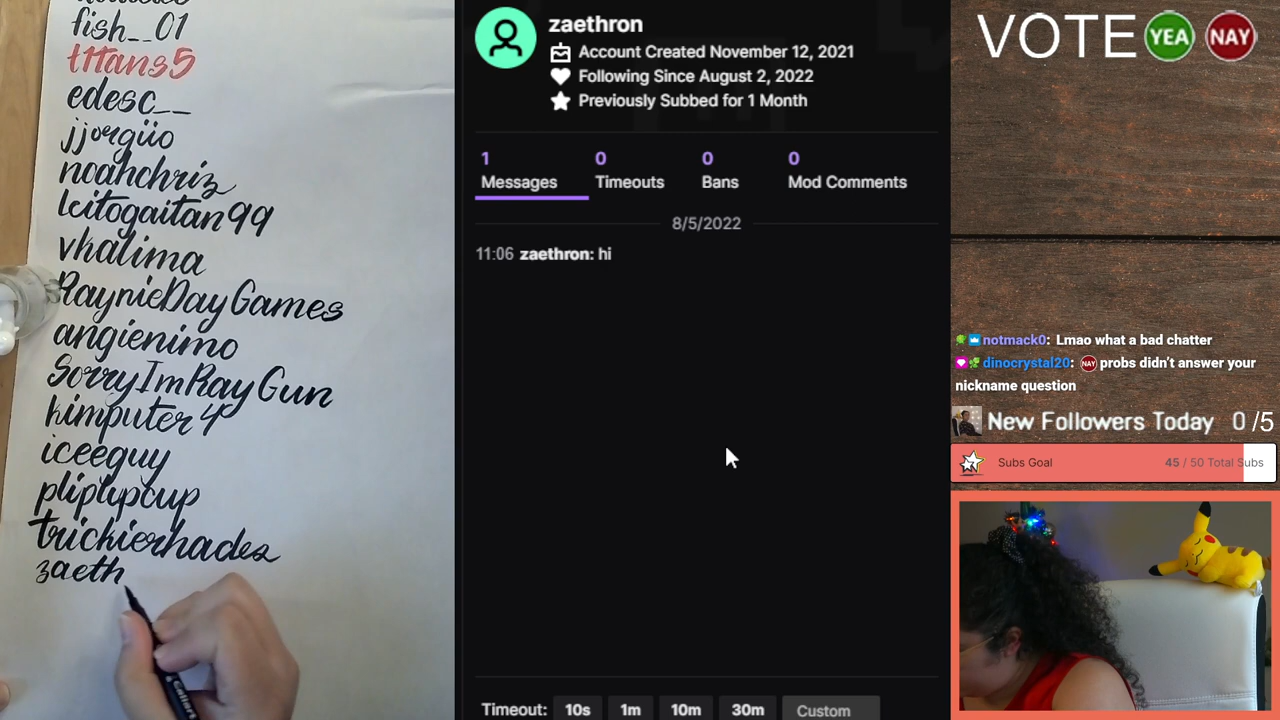 fish__01
t1tans5
edesc__
jjorgüo
noahchriz
leitogaitan99
vhalima
RaynieDayGames
angienimo
SorryImRayGun
kimputer4
iceeguy
pliplupcup
trickierhades
zaeth
zaethron
Account Created November 12, 2021
Following Since August 2, 2022
Previously Subbed for 1 Month
1 0 0 0
Messages Timeouts Bans Mod Comments
8/5/2022
11:06 zaethron: hi
Timeout: 10s 1m 10m 30m Custom
VOTE YEA NAY
notmack0: Lmao what a bad chatter
dinocrystal20: NAY probs didn't answer your
nickname question
New Followers Today 0 /5
Subs Goal 45 / 50 Total Subs